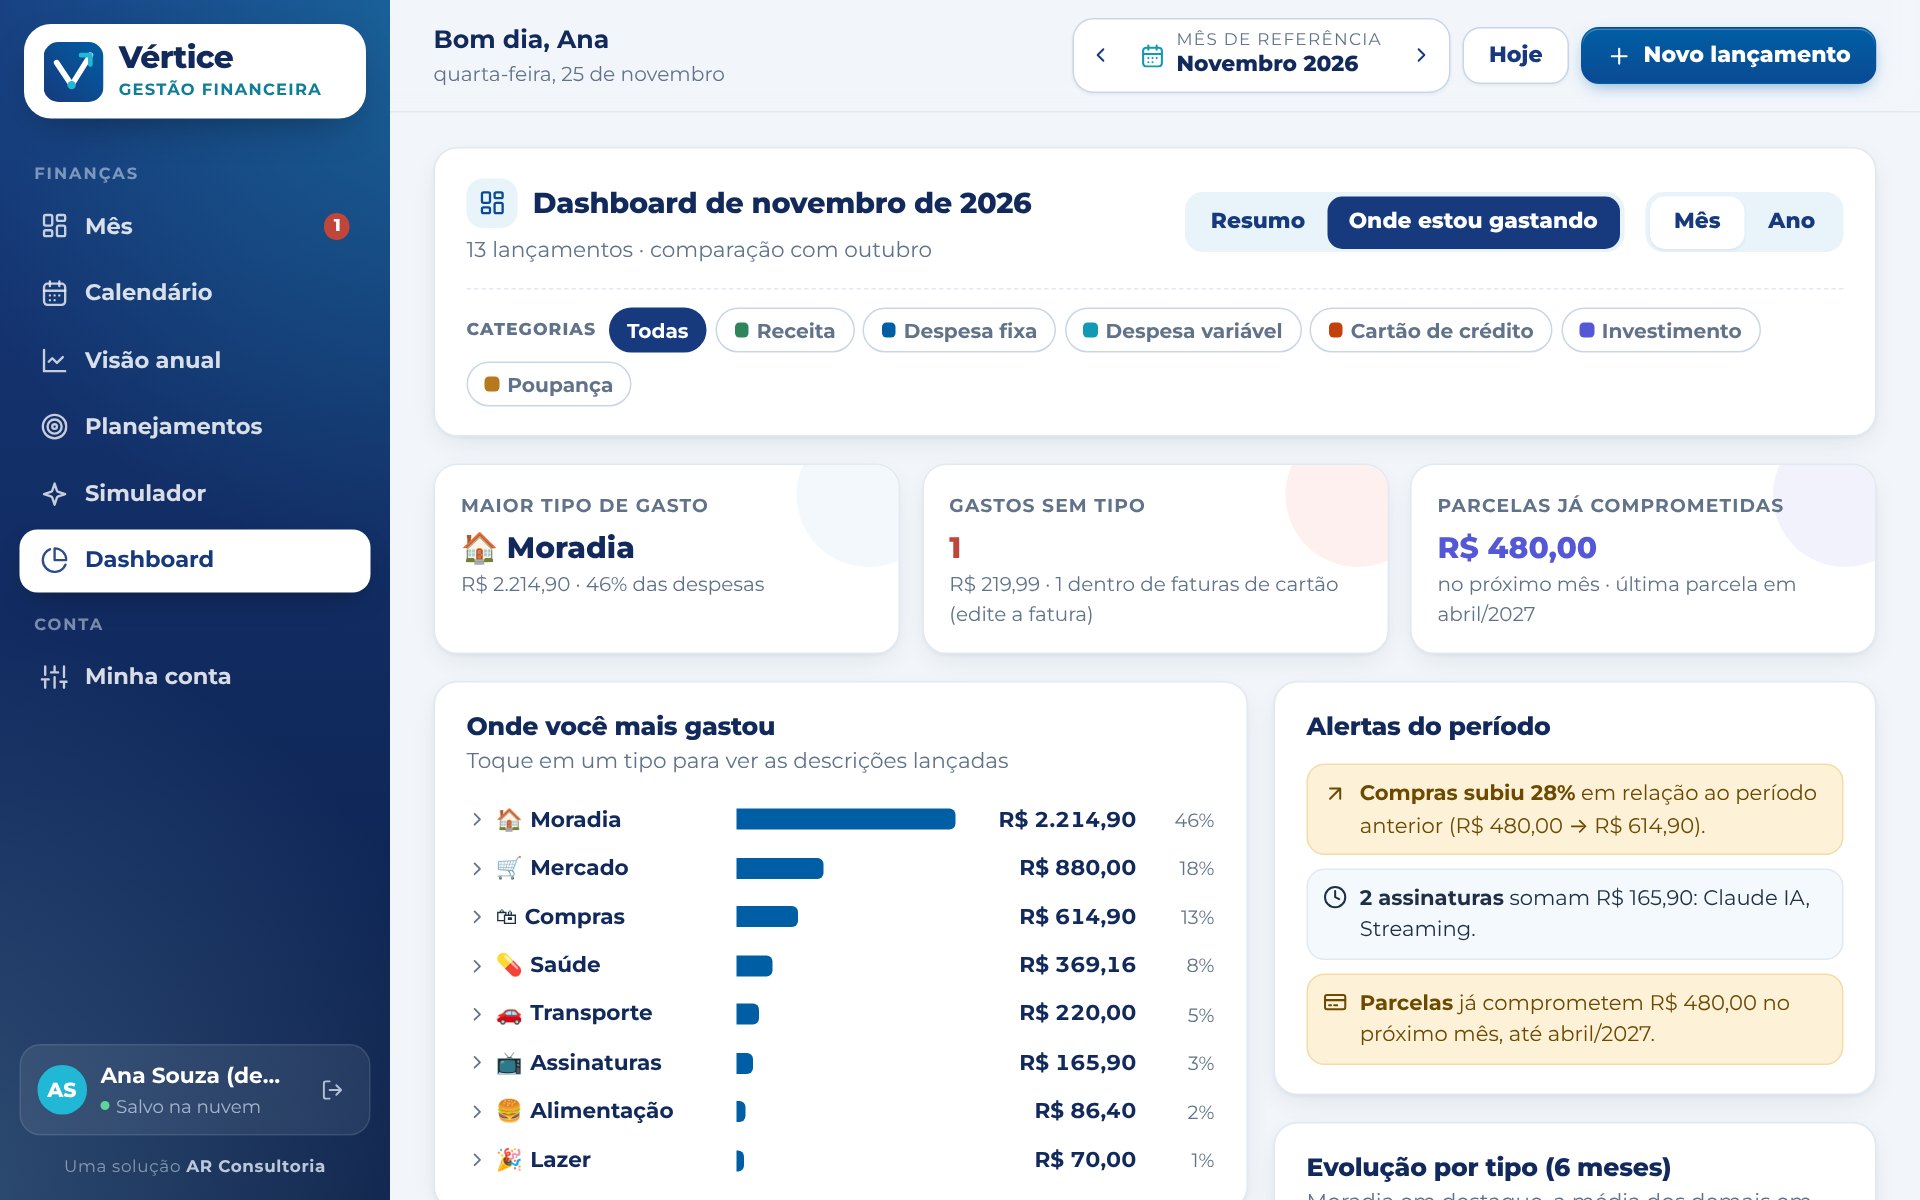 Vértice
GESTÃO FINANCEIRA
FINANÇAS
Mês 1
Calendário
Visão anual
Planejamentos
Simulador
Dashboard
CONTA
Minha conta
AS
Ana Souza (de...
Salvo na nuvem
Uma solução AR Consultoria
Bom dia, Ana
quarta-feira, 25 de novembro
MÊS DE REFERÊNCIA
Novembro 2026
Hoje
Novo lançamento
Dashboard de novembro de 2026
13 lançamentos · comparação com outubro
Resumo
Onde estou gastando
Mês
Ano
CATEGORIAS Todas Receita Despesa fixa Despesa variável Cartão de crédito Investimento
Poupança
MAIOR TIPO DE GASTO
Moradia
R$ 2.214,90 · 46% das despesas
GASTOS SEM TIPO
1
R$ 219,99 · 1 dentro de faturas de cartão
(edite a fatura)
PARCELAS JÁ COMPROMETIDAS
R$ 480,00
no próximo mês · última parcela em
abril/2027
Onde você mais gastou
Toque em um tipo para ver as descrições lançadas
Moradia R$ 2.214,90 46%
Mercado R$ 880,00 18%
Compras R$ 614,90 13%
Saúde R$ 369,16 8%
Transporte R$ 220,00 5%
Assinaturas R$ 165,90 3%
Alimentação R$ 86,40 2%
Lazer R$ 70,00 1%
Alertas do período
Compras subiu 28% em relação ao período
anterior (R$ 480,00 → R$ 614,90).
2 assinaturas somam R$ 165,90: Claude IA,
Streaming.
Parcelas já comprometem R$ 480,00 no
próximo mês, até abril/2027.
Evolução por tipo (6 meses)
Moradia em destaque, a média dos demais em